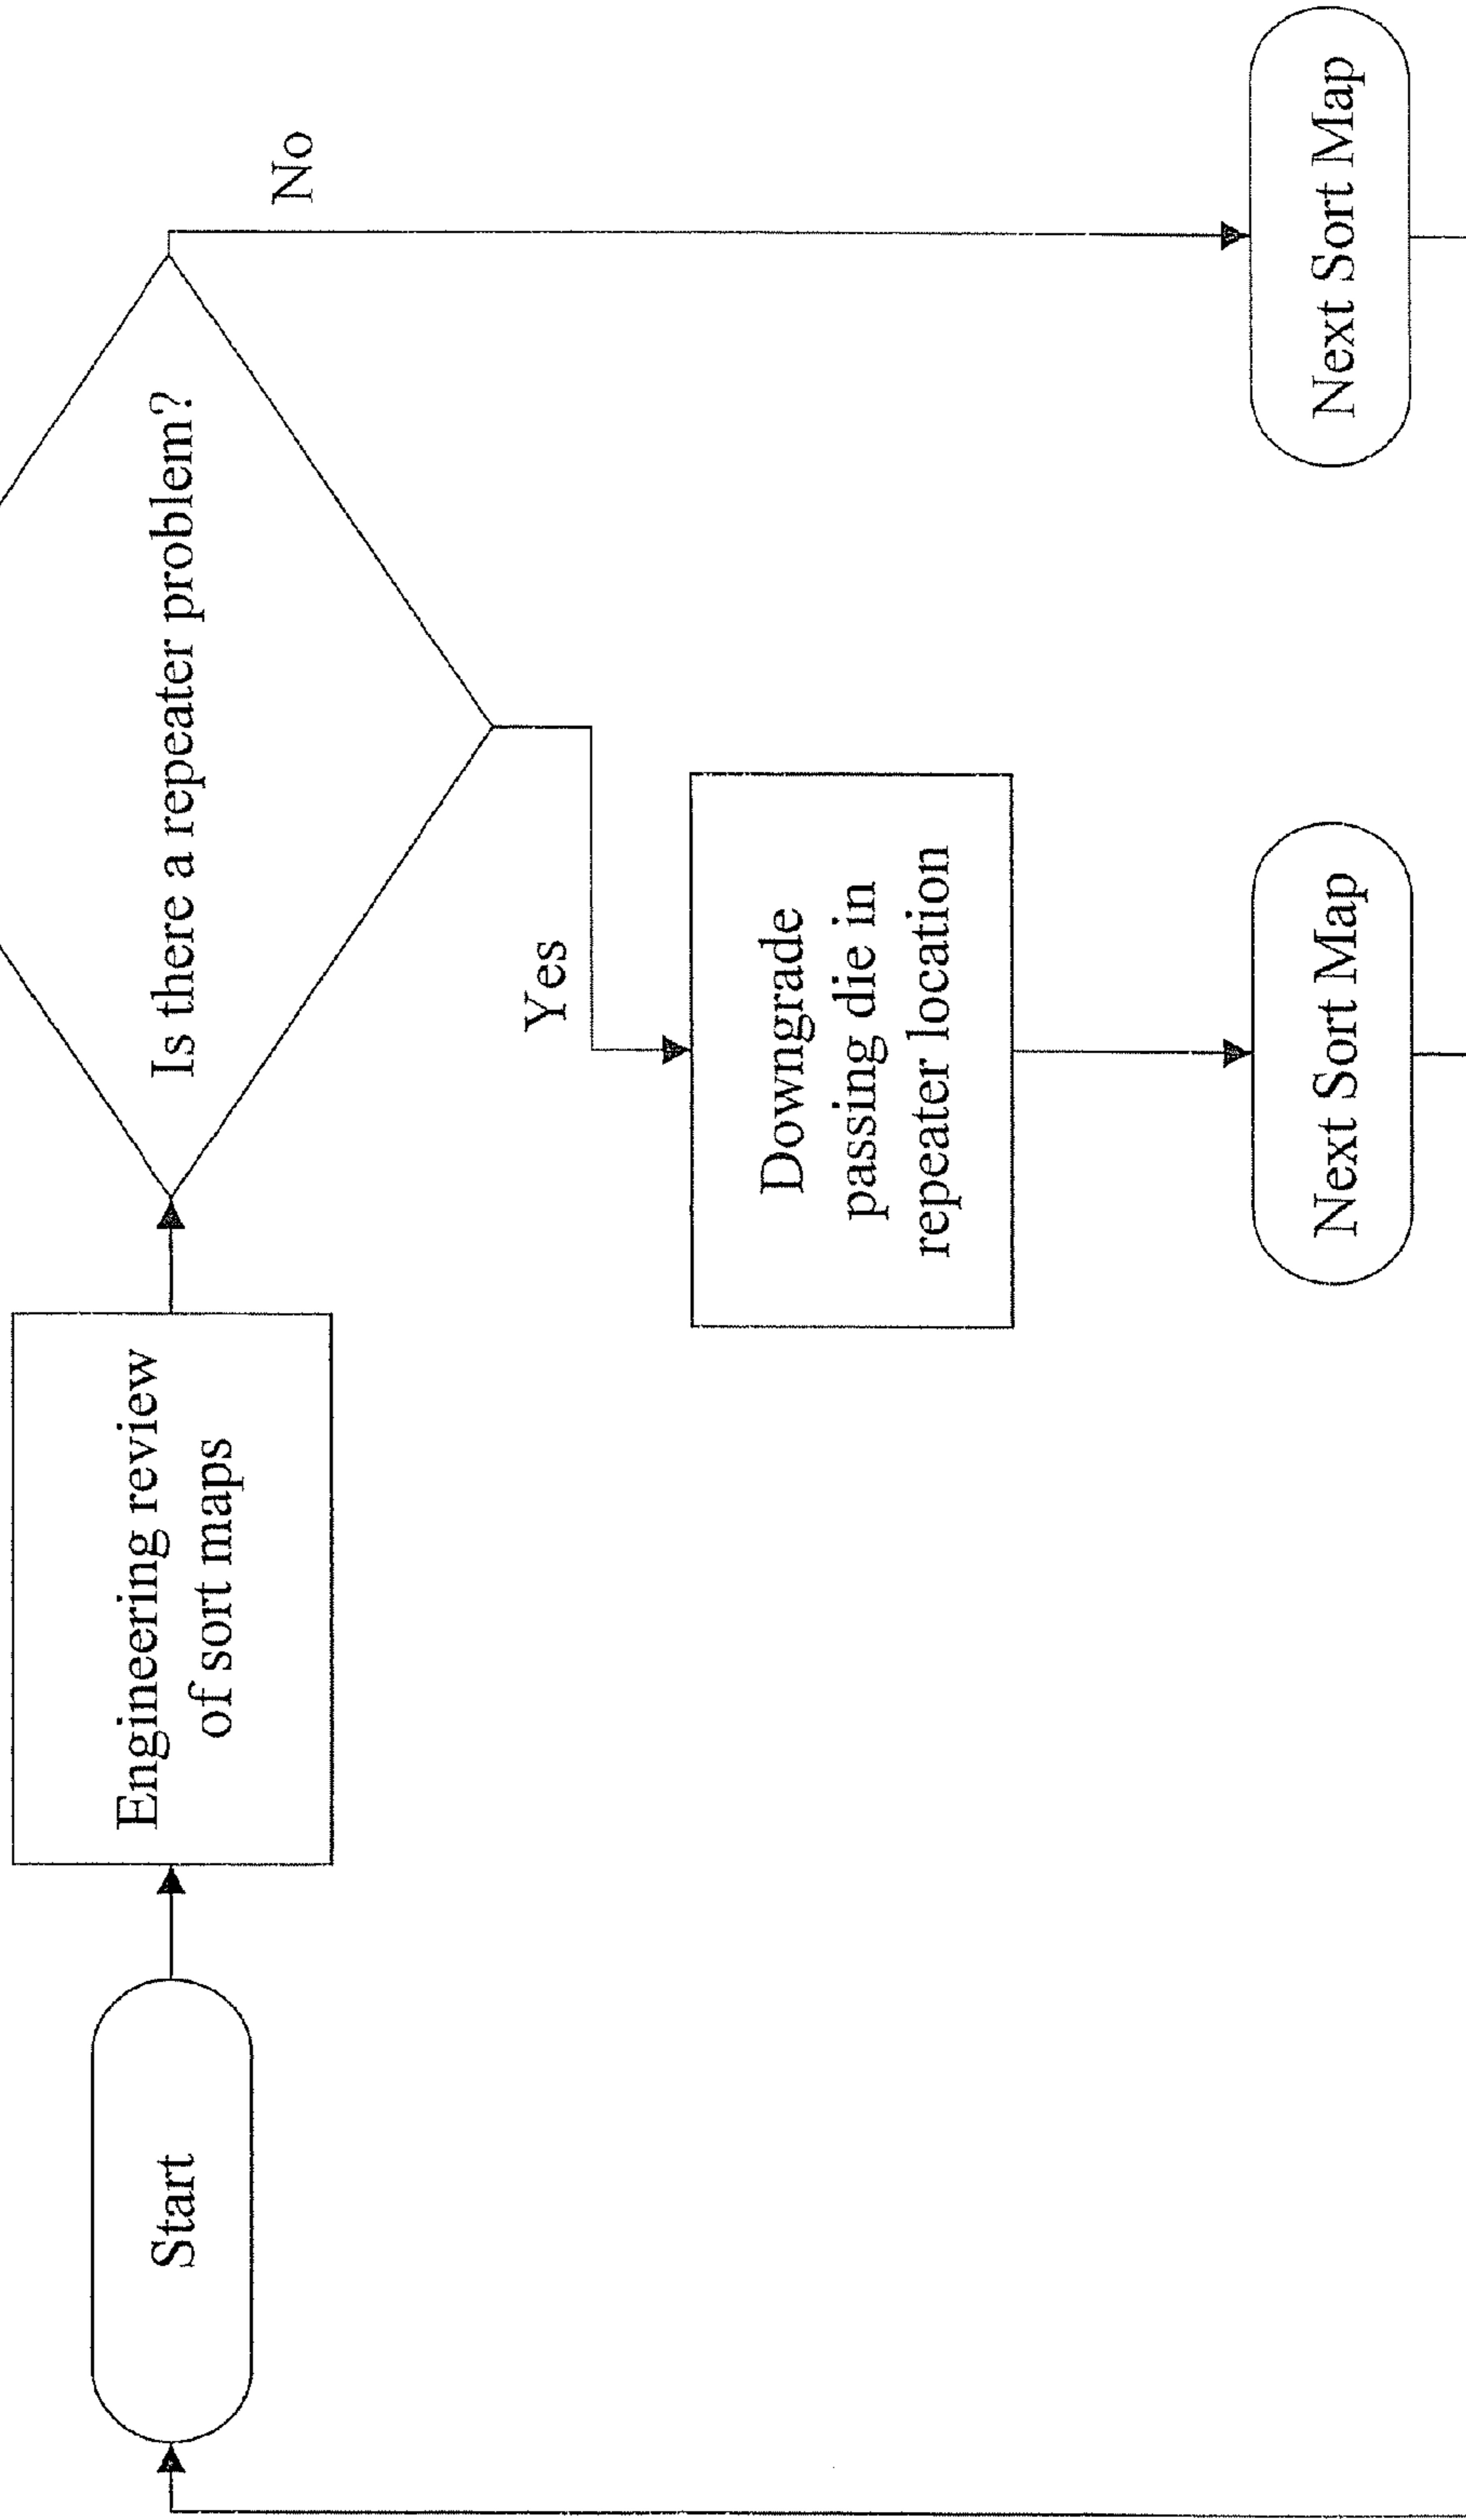 Start
Engineering review
of sort maps
Is there a repeater problem?
No
Yes
Downgrade
passing die in
repeater location
Next Sort Map
Next Sort Map